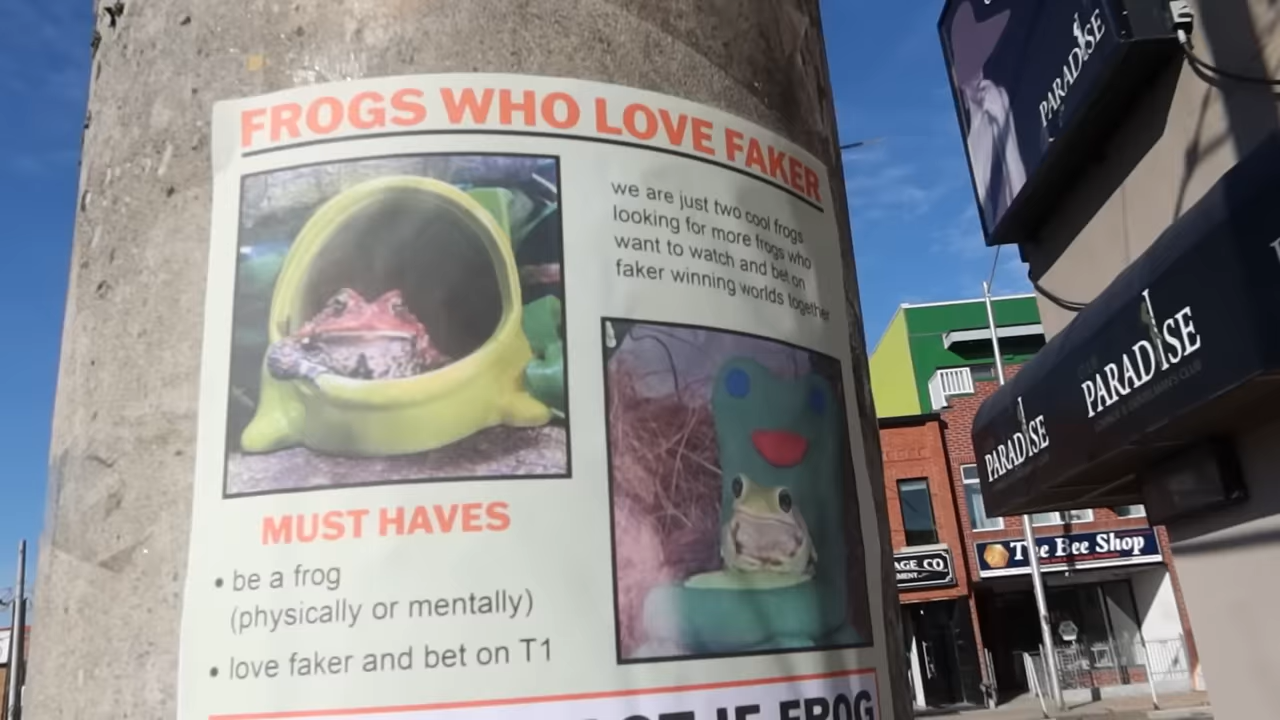 FROGS WHO LOVE FAKER
we are just two cool frogs
looking for more frogs who
want to watch and bet on
faker winning worlds together
MUST HAVES
• be a frog
(physically or mentally)
• love faker and bet on T1
IF FROG
PARADISE
PARADISE
PARADISE
AGE CO
The Bee Shop